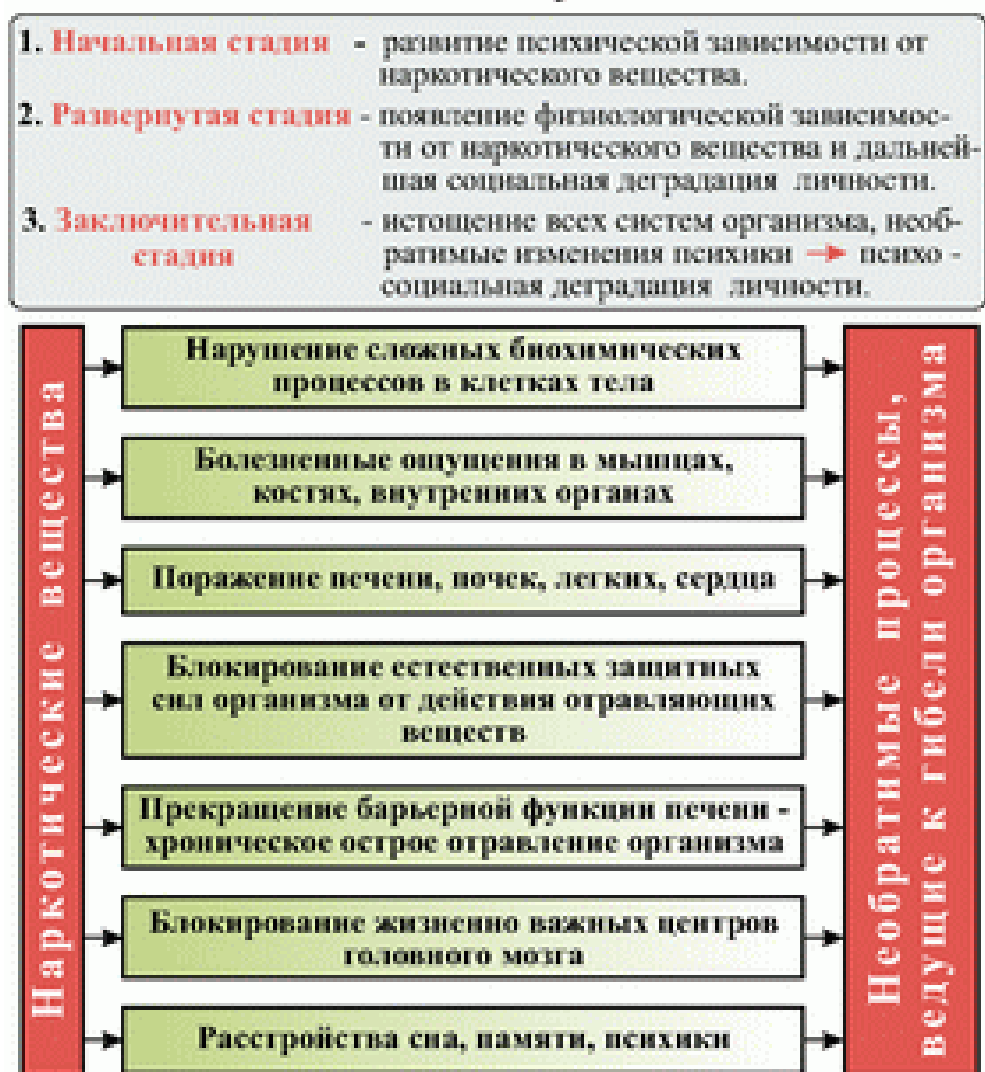 1. Начальная стадия - развитие психической зависимости от
наркотического вещества.
2. Развернутая стадия - появление физиологической зависимос-
ти от наркотического вещества и дальней-
шая социальная деградация личности.
3. Заключительная - истощение всех систем организма, необ-
стадия ратимые изменения психики → психо -
социальная деградация личности.
Наркотические вещества
Нарушение сложных биохимических
процессов в клетках тела
Болезненные ощущения в мышцах,
костях, внутренних органах
Поражение печени, почек, легких, сердца
Блокирование естественных защитных
сил организма от действия отравляющих
веществ
Прекращение барьерной функции печени -
хроническое острое отравление организма
Блокирование жизненно важных центров
головного мозга
Расстройства сна, памяти, психики
Необратимые процессы,
ведущие к гибели организма